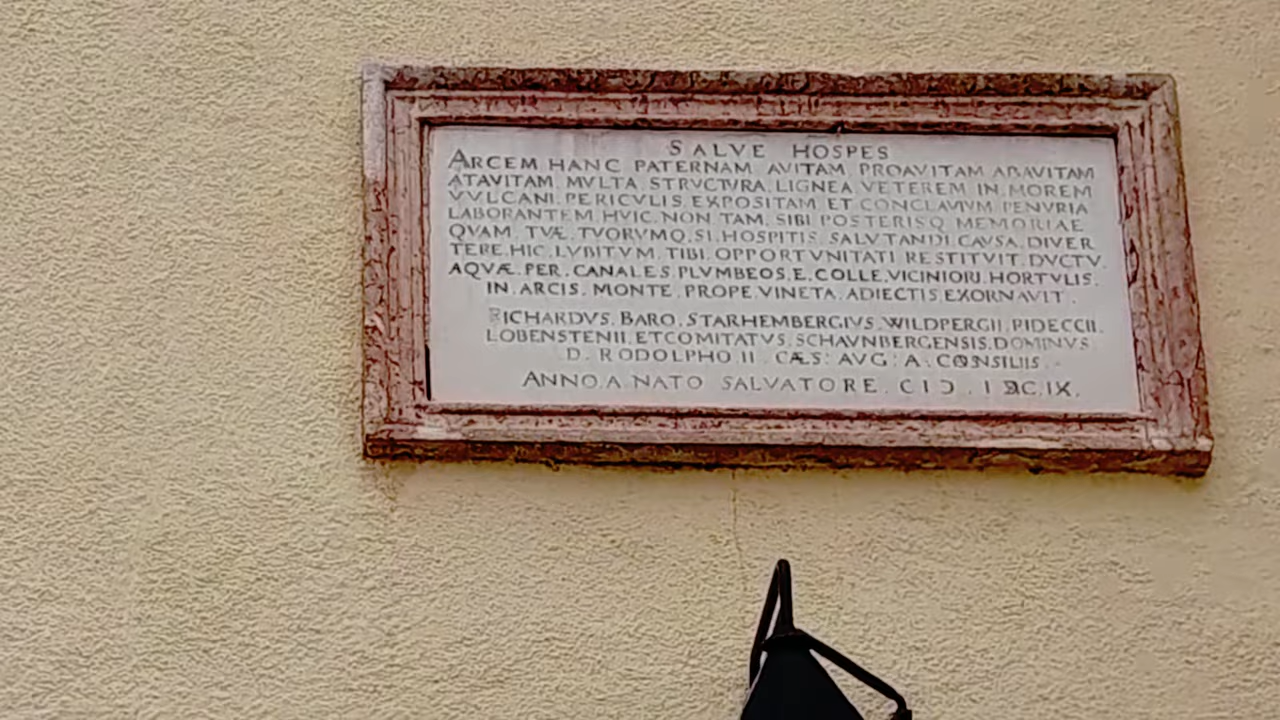 SALVE HOSPES
ARCEM HANC PATERNAM AVITAM PROAVITAM ABAVITAM
ATAVITAM. MVLTA. STRVCTVRA. LIGNEA. VETEREM IN. MOREM
VVLCANI. PERICVLIS. EXPOSITAM ET CONCLAVIVM PENVRIA
LABORANTEM HVIC. NON TAM. SIBI POSTERISQ MEMORIAE
QVAM. TVÆ. TVORVMQ. SI. HOSPITIS. SALVTANDI. CAVSA. DIVER
TERE. HIC. LVBITVM. TIBI. OPPORTVNITATI RESTITVIT. DVCTV.
AQVÆ. PER. CANALES. PLVMBEOS. E. COLLE. VICINIORI. HORTVLIS.
IN. ARCIS. MONTE. PROPE. VINETA. ADIECTIS. EXORNAVIT.
RICHARDVS. BARO. STARHEMBERGIVS. WILDPERGII. RIDECCII.
LOBENSTENII. ET COMITATVS. SCHAVNBERGENSIS. DOMINVS
D. RODOLPHO II. CÆS: AVG: A. CONSILIIS.
ANNO. A NATO SALVATORE. CIↃ. IↃCIX.